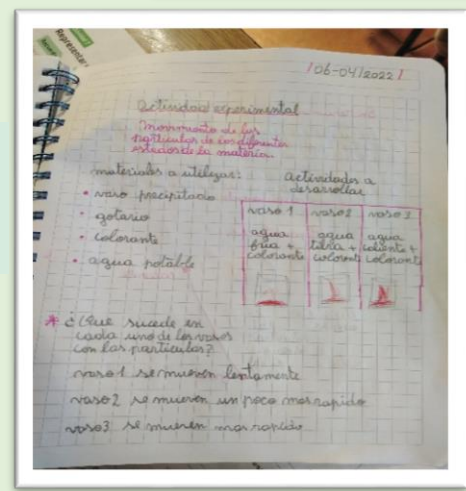 Representar
/ 06-04/2022 /
Actividad experimental
Movimiento de las
particulas de los diferentes
estados de la materia.
materiales a utilizar:
• vaso precipitado
• gotario
• colorante
• agua potable
actividades a
desarrollar
vaso 1 vaso 2 vaso 3
agua fria + colorante
agua tibia + colorante
agua caliente + colorante
* ¿Que sucede en
cada uno de los vasos
con las particulas?
vaso 1 se mueven lentamente
vaso 2 se mueven un poco mas rapido
vaso 3 se mueven mas rapido